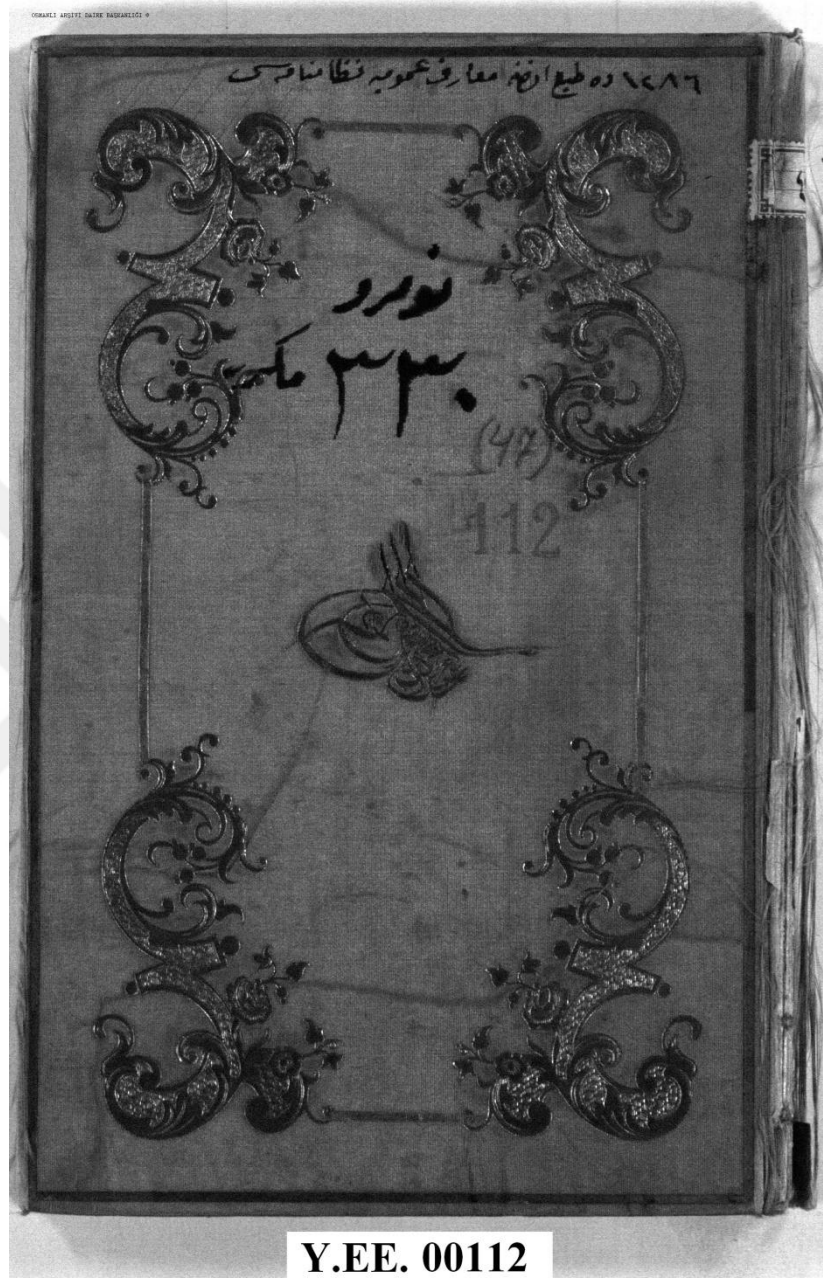 OSMANLI ARŞİVİ DAİRE BAŞKANLIĞI ©
١٢٨٦ ده طبع اولنان معارف عمومیه نظامنامه سی
نومرو
٣٣٠
(47)
112
Y.EE. 00112